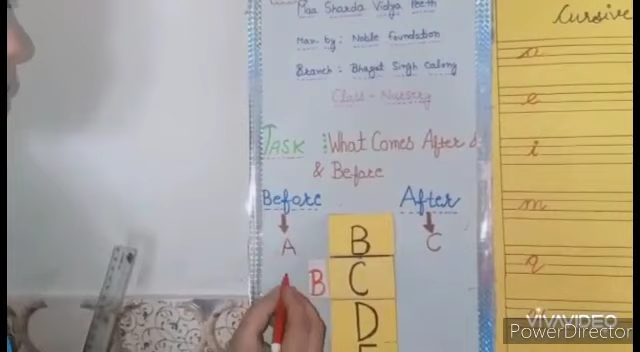 Maa Sharda Vidya Peeth
Man. by: Noble Foundation
Branch: Bhagat Singh Colony
Class - Nursery
TASK : What Comes After &
& Before
Before
After
A
B
C
B
C
D
Cursive
a
e
i
m
VIVAVIDEO
PowerDirector